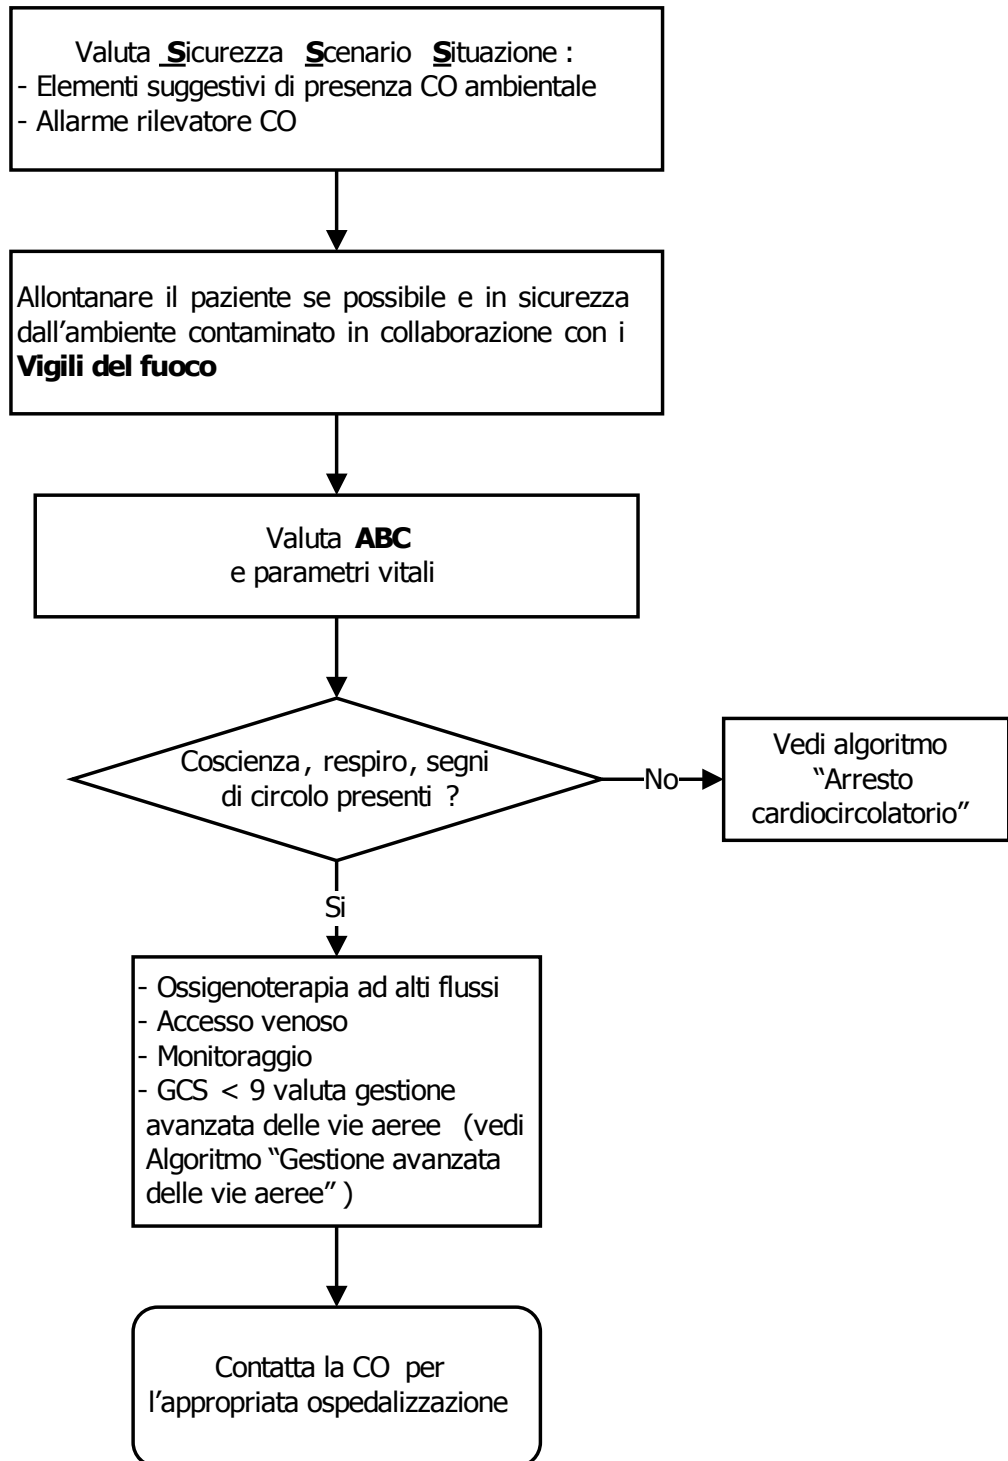 Valuta Sicurezza Scenario Situazione :
- Elementi suggestivi di presenza CO ambientale
- Allarme rilevatore CO
Allontanare il paziente se possibile e in sicurezza
dall’ambiente contaminato in collaborazione con i
Vigili del fuoco
Valuta ABC
e parametri vitali
Coscienza, respiro, segni
di circolo presenti ?
No
Vedi algoritmo
“Arresto
cardiocircolatorio”
Si
- Ossigenoterapia ad alti flussi
- Accesso venoso
- Monitoraggio
- GCS < 9 valuta gestione
avanzata delle vie aeree (vedi
Algoritmo “Gestione avanzata
delle vie aeree” )
Contatta la CO per
l’appropriata ospedalizzazione